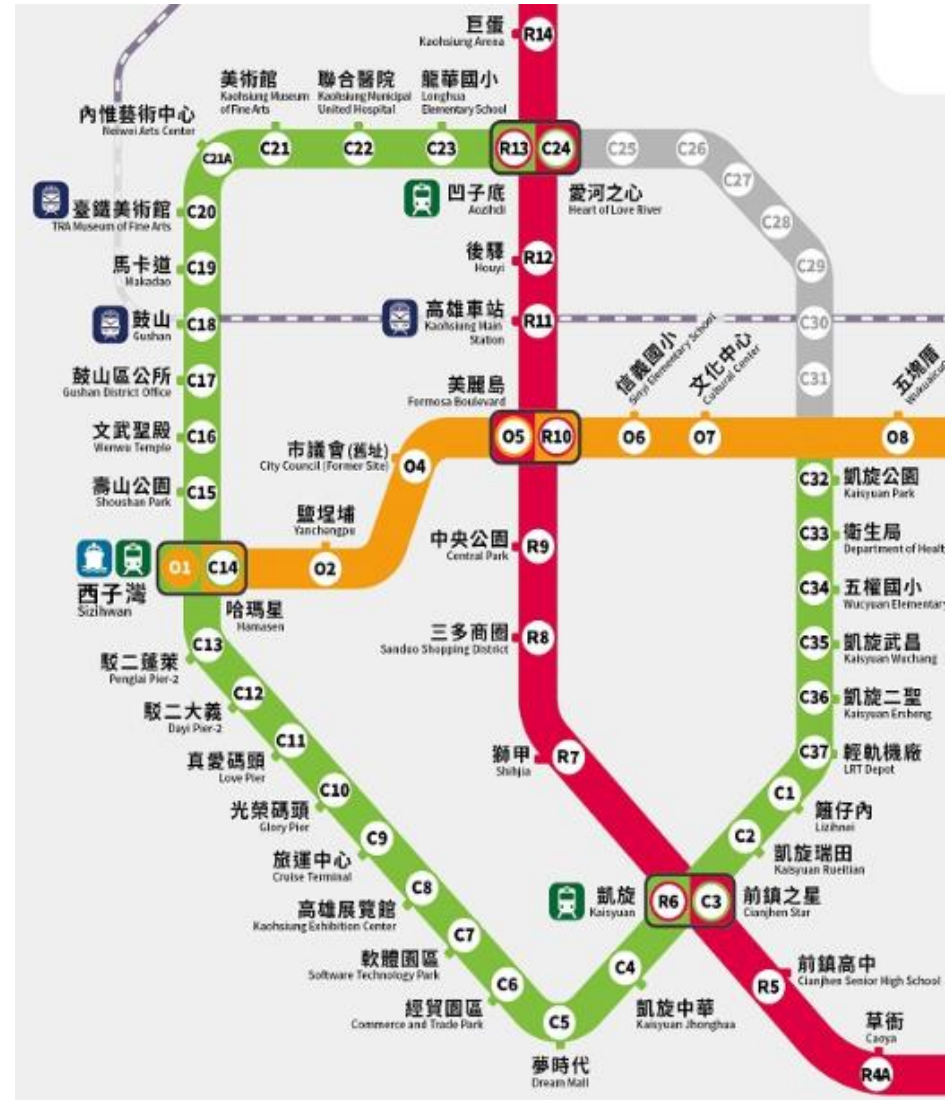 巨蛋
Kaohsiung Arena
R14
美術館
Kaohsiung Museum
of Fine Arts
聯合醫院
Kaohsiung Municipal
United Hospital
龍華國小
Longhua
Elementary School
內惟藝術中心
Neiwei Arts Center
C21A
C21
C22
C23
R13
C24
C25
C26
C27
C28
C29
C30
C31
凹子底
Aozihdi
愛河之心
Heart of Love River
臺鐵美術館
TRA Museum of Fine Arts
C20
馬卡道
Makadao
C19
後驛
Houyi
R12
鼓山
Gushan
C18
高雄車站
Kaohsiung Main
Station
R11
信義國小
Sinyi Elementary School
文化中心
Cultural Center
五塊厝
鼓山區公所
Gushan District Office
C17
美麗島
Formosa Boulevard
O5
R10
O6
O7
O8
文武聖殿
Wenwu Temple
C16
市議會(舊址)
City Council (Former Site)
O4
壽山公園
Shoushan Park
C15
鹽埕埔
Yanchengpu
O2
O1
C14
西子灣
Sizihwan
哈瑪星
Hamasen
中央公園
Central Park
R9
三多商圈
Sanduo Shopping District
R8
獅甲
Shihjia
R7
C32
凱旋公園
Kaisyuan Park
C33
衛生局
Department of Healt
C34
五權國小
Wucyuan Elementary
C35
凱旋武昌
Kaisyuan Wuchang
C36
凱旋二聖
Kaisyuan Ersheng
C37
輕軌機廠
LRT Depot
C1
籬仔內
Lizihnei
C2
凱旋瑞田
Kaisyuan Rueitian
凱旋
Kaisyuan
R6
C3
前鎮之星
Cianjhen Star
C13
駁二蓬萊
Penglai Pier-2
C12
駁二大義
Dayi Pier-2
C11
真愛碼頭
Love Pier
C10
光榮碼頭
Glory Pier
C9
旅運中心
Cruise Terminal
C8
高雄展覽館
Kaohsiung Exhibition Center
C7
軟體園區
Software Technology Park
C6
經貿園區
Commerce and Trade Park
C5
夢時代
Dream Mall
C4
凱旋中華
Kaisyuan Jhonghua
R5
前鎮高中
Cianjhen Senior High School
草衙
Caoya
R4A